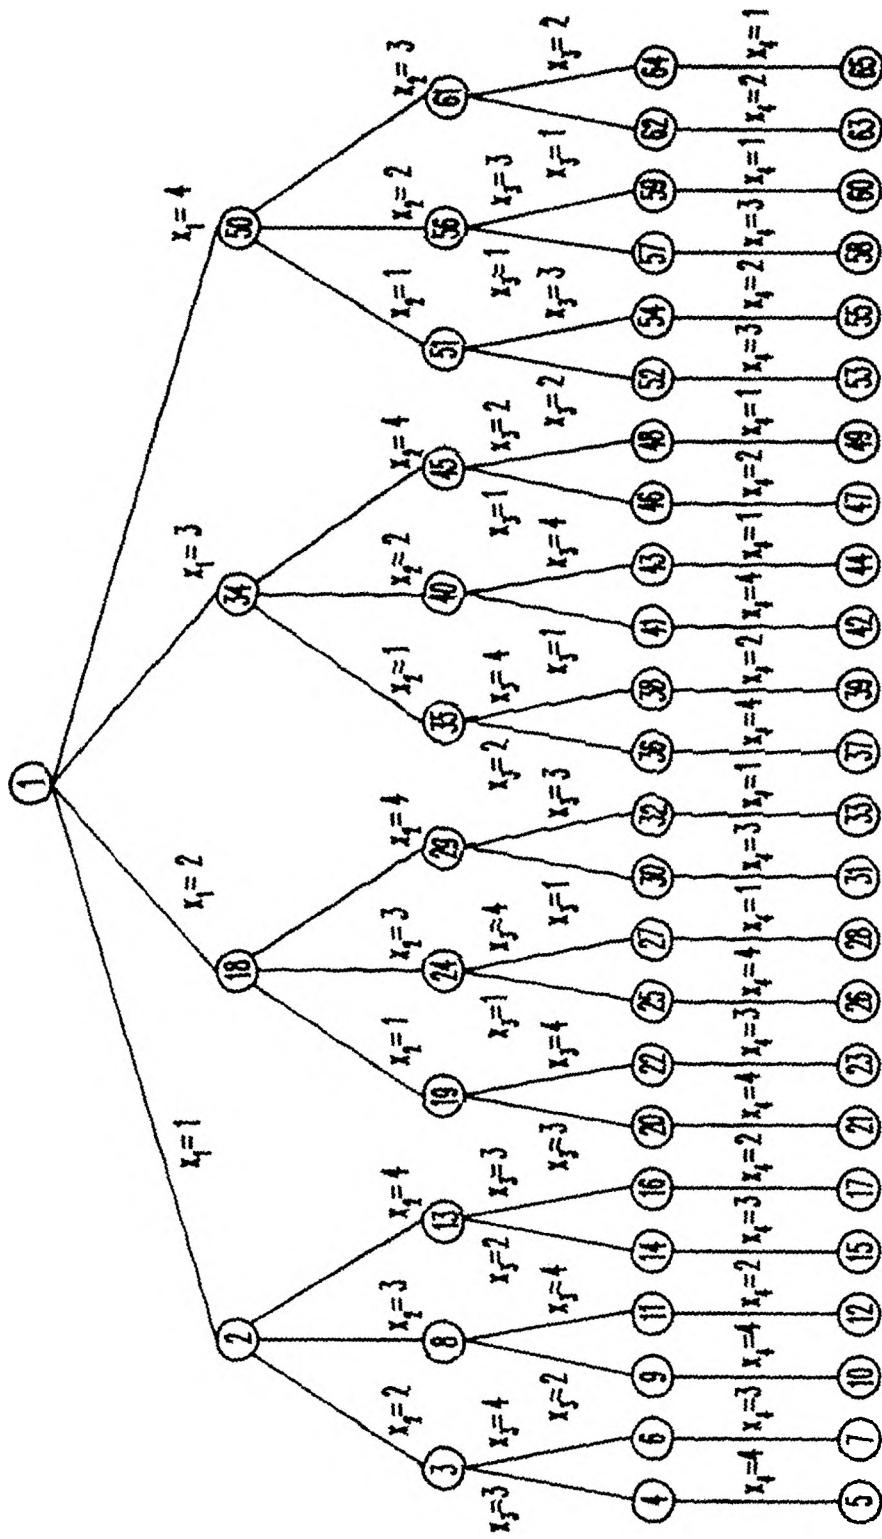 1
x₁=1 x₁=2 x₁=3 x₁=4
2 18 34 50
x₂=2 x₂=3 x₂=4 x₂=1 x₂=3 x₂=4 x₂=1 x₂=2 x₂=4 x₂=1 x₂=2 x₂=3
3 8 13 19 24 29 35 40 45 51 56 61
x₃=3 x₃=4 x₃=2 x₃=4 x₃=2 x₃=3 x₃=3 x₃=4 x₃=1 x₃=4 x₃=1 x₃=3 x₃=2 x₃=4 x₃=1 x₃=4 x₃=1 x₃=2 x₃=2 x₃=3 x₃=1 x₃=3 x₃=1 x₃=2
4 6 9 11 14 16 20 22 25 27 30 32 36 38 41 43 46 48 52 54 57 59 62 64
x₄=4 x₄=3 x₄=4 x₄=2 x₄=3 x₄=2 x₄=4 x₄=3 x₄=4 x₄=1 x₄=3 x₄=1 x₄=4 x₄=2 x₄=4 x₄=1 x₄=2 x₄=1 x₄=3 x₄=2 x₄=3 x₄=1 x₄=2 x₄=1
5 7 10 12 15 17 21 23 26 28 31 33 37 39 42 44 47 49 53 55 58 60 63 65